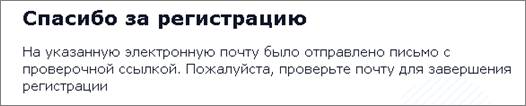 Спасибо за регистрацию
На указанную электронную почту было отправлено письмо с
проверочной ссылкой. Пожалуйста, проверьте почту для завершения
регистрации